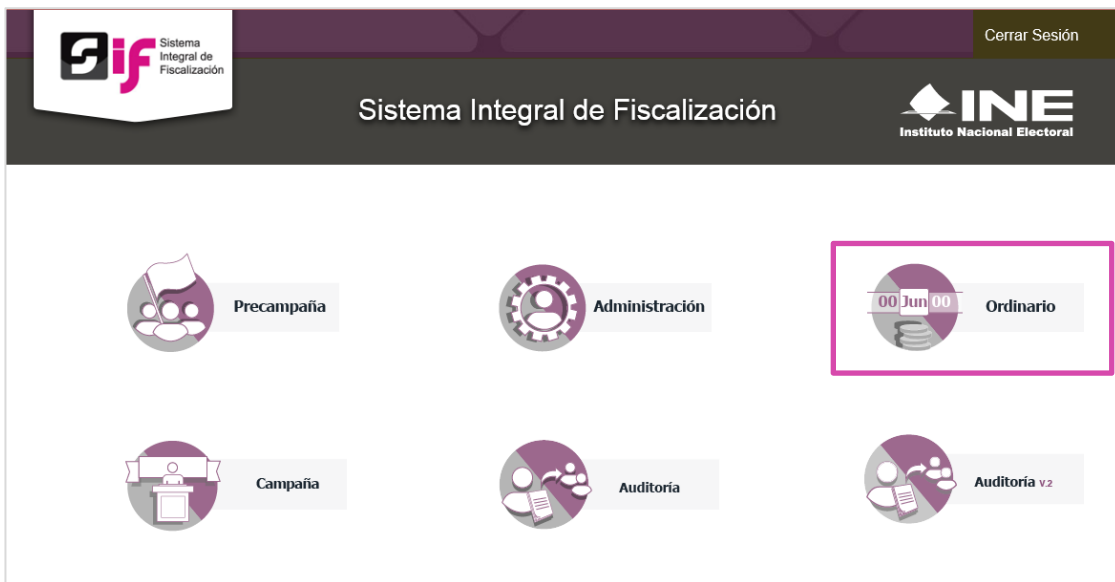 Cerrar Sesión
Sif
Sistema
Integral de
Fiscalización
Sistema Integral de Fiscalización
INE
Instituto Nacional Electoral
Precampaña
Administración
00 Jun 00
Ordinario
Campaña
Auditoría
Auditoría V.2